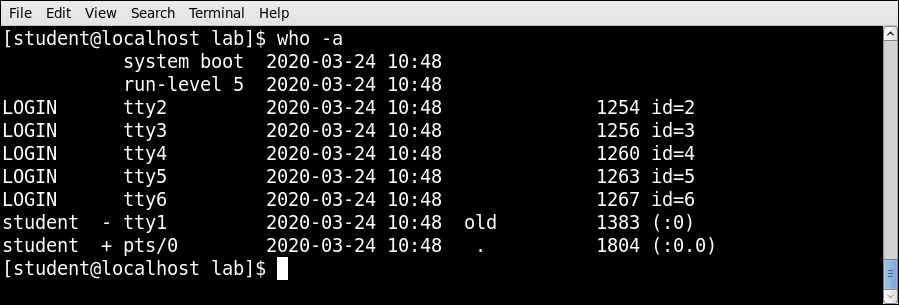 File Edit View Search Terminal Help
[student@localhost lab]$ who -a
           system boot  2020-03-24 10:48
           run-level 5  2020-03-24 10:48
LOGIN      tty2         2020-03-24 10:48              1254 id=2
LOGIN      tty3         2020-03-24 10:48              1256 id=3
LOGIN      tty4         2020-03-24 10:48              1260 id=4
LOGIN      tty5         2020-03-24 10:48              1263 id=5
LOGIN      tty6         2020-03-24 10:48              1267 id=6
student  - tty1         2020-03-24 10:48  old         1383 (:0)
student  + pts/0        2020-03-24 10:48   .          1804 (:0.0)
[student@localhost lab]$